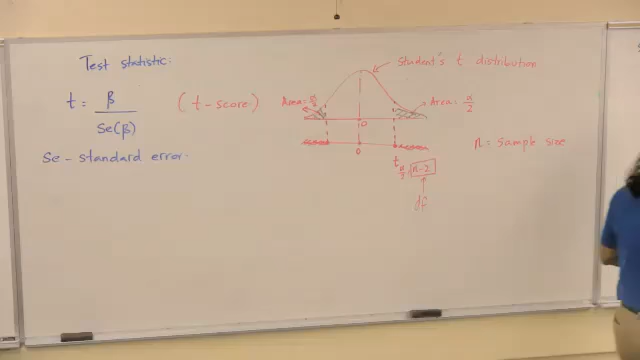 Test statistic:
t = β / Se(β)
(t-score)
Se - standard error.
Student's t distribution
Area = α/2
Area = α/2
0
0
t α/2, n-2
df
n = sample size